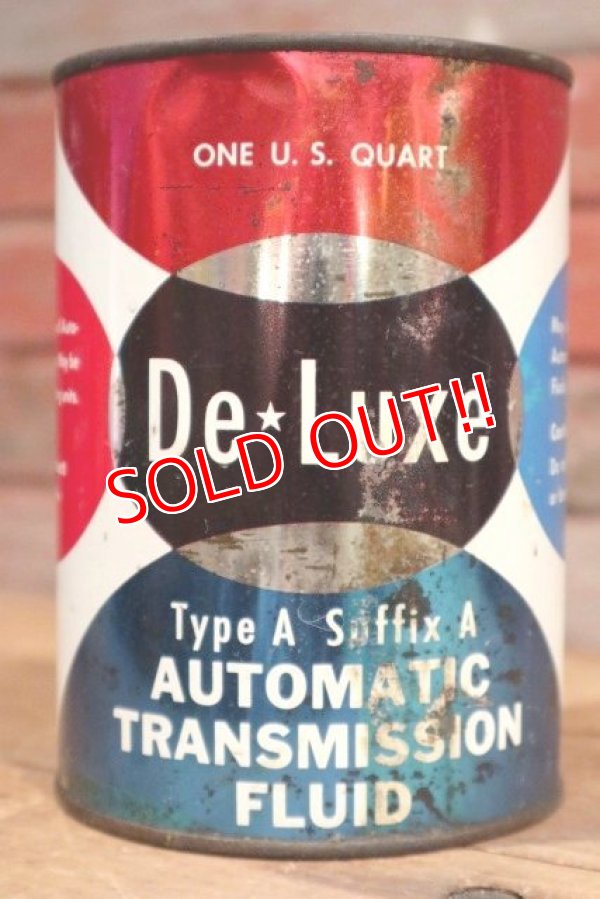 ONE U. S. QUART
De★Luxe
SOLD OUT!!
Type A Suffix A
AUTOMATIC
TRANSMISSION
FLUID